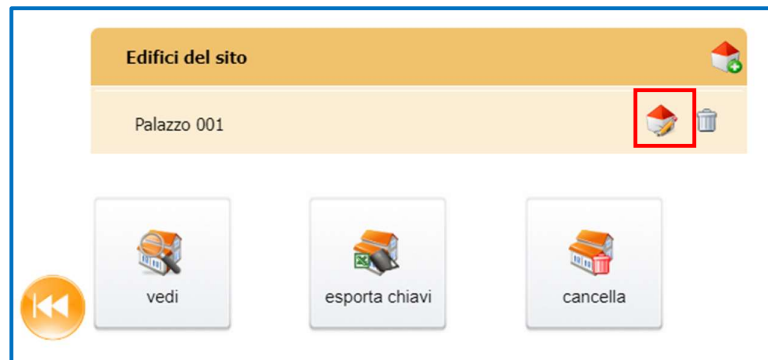 Edifici del sito
Palazzo 001
vedi
esporta chiavi
cancella